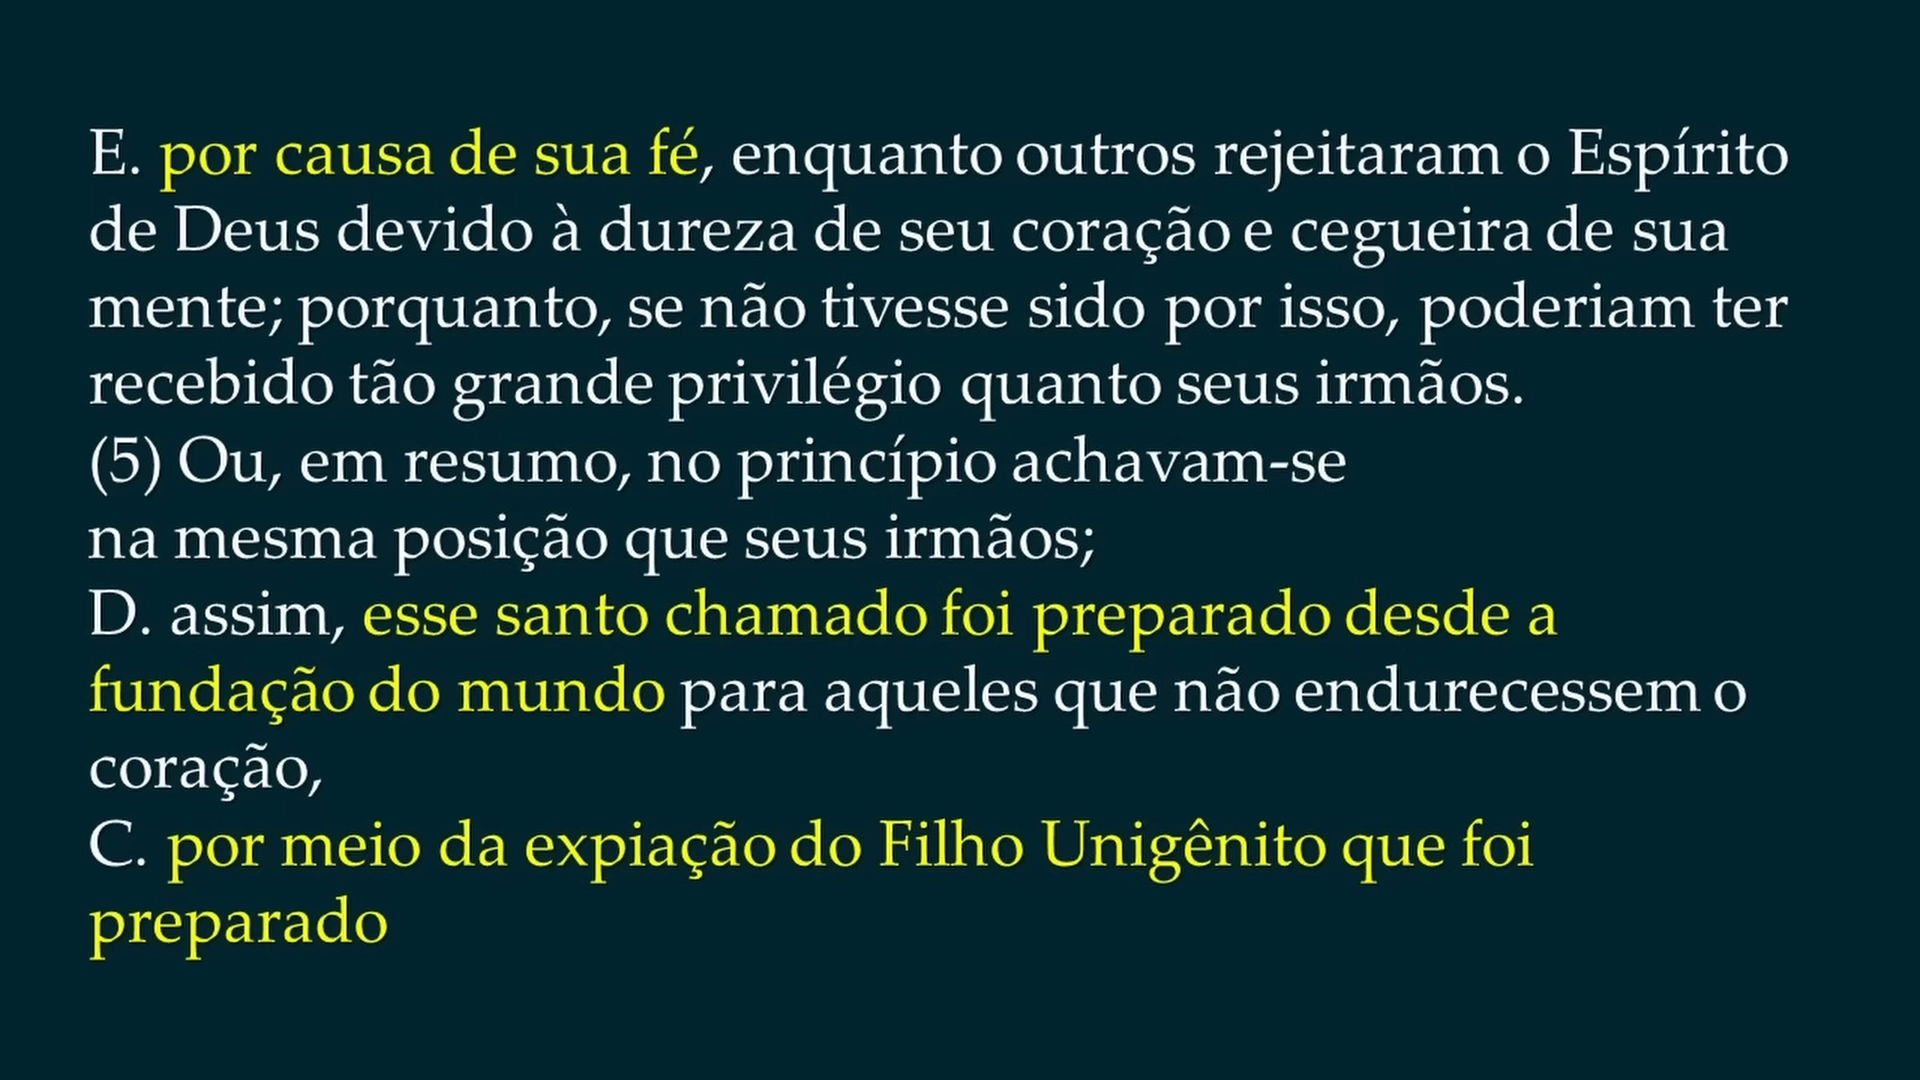 E. por causa de sua fé, enquanto outros rejeitaram o Espírito
de Deus devido à dureza de seu coração e cegueira de sua
mente; porquanto, se não tivesse sido por isso, poderiam ter
recebido tão grande privilégio quanto seus irmãos.
(5) Ou, em resumo, no princípio achavam-se
na mesma posição que seus irmãos;
D. assim, esse santo chamado foi preparado desde a
fundação do mundo para aqueles que não endurecessem o
coração,
C. por meio da expiação do Filho Unigênito que foi
preparado